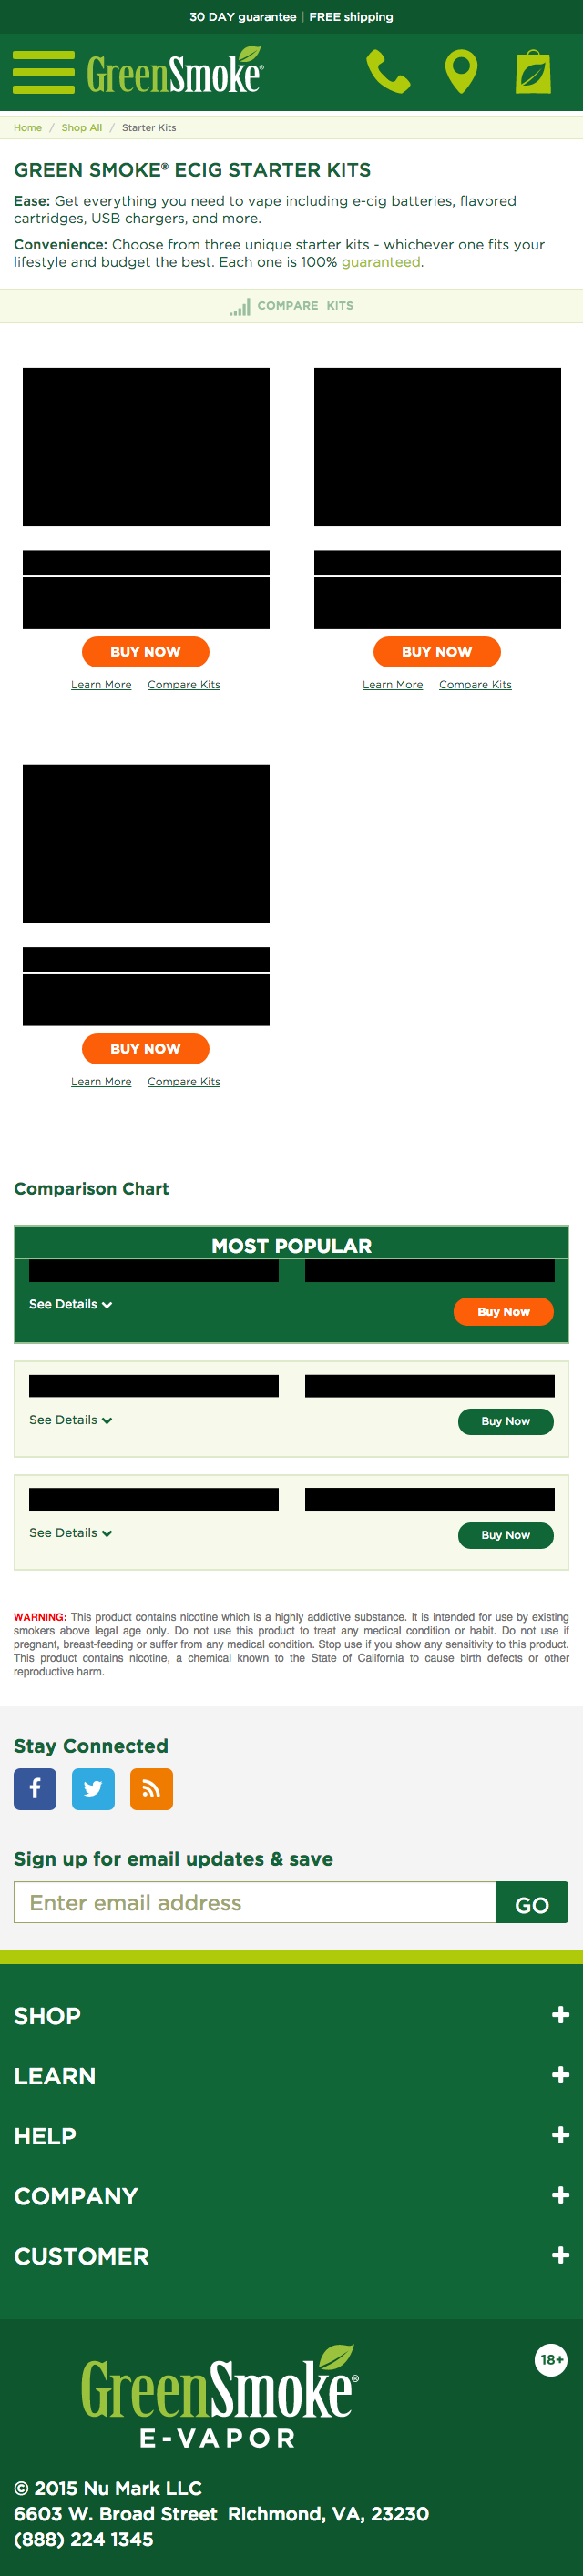 30 DAY guarantee | FREE shipping
GreenSmoke®
Home / Shop All / Starter Kits
GREEN SMOKE® ECIG STARTER KITS
Ease: Get everything you need to vape including e-cig batteries, flavored
cartridges, USB chargers, and more.
Convenience: Choose from three unique starter kits - whichever one fits your
lifestyle and budget the best. Each one is 100% guaranteed.
COMPARE KITS
BUY NOW BUY NOW
Learn More Compare Kits Learn More Compare Kits
BUY NOW
Learn More Compare Kits
Comparison Chart
MOST POPULAR
See Details Buy Now
See Details Buy Now
See Details Buy Now
WARNING: This product contains nicotine which is a highly addictive substance. It is intended for use by existing
smokers above legal age only. Do not use this product to treat any medical condition or habit. Do not use if
pregnant, breast-feeding or suffer from any medical condition. Stop use if you show any sensitivity to this product.
This product contains nicotine, a chemical known to the State of California to cause birth defects or other
reproductive harm.
Stay Connected
Sign up for email updates & save
Enter email address GO
SHOP +
LEARN +
HELP +
COMPANY +
CUSTOMER +
18+
GreenSmoke®
E-VAPOR
© 2015 Nu Mark LLC
6603 W. Broad Street Richmond, VA, 23230
(888) 224 1345